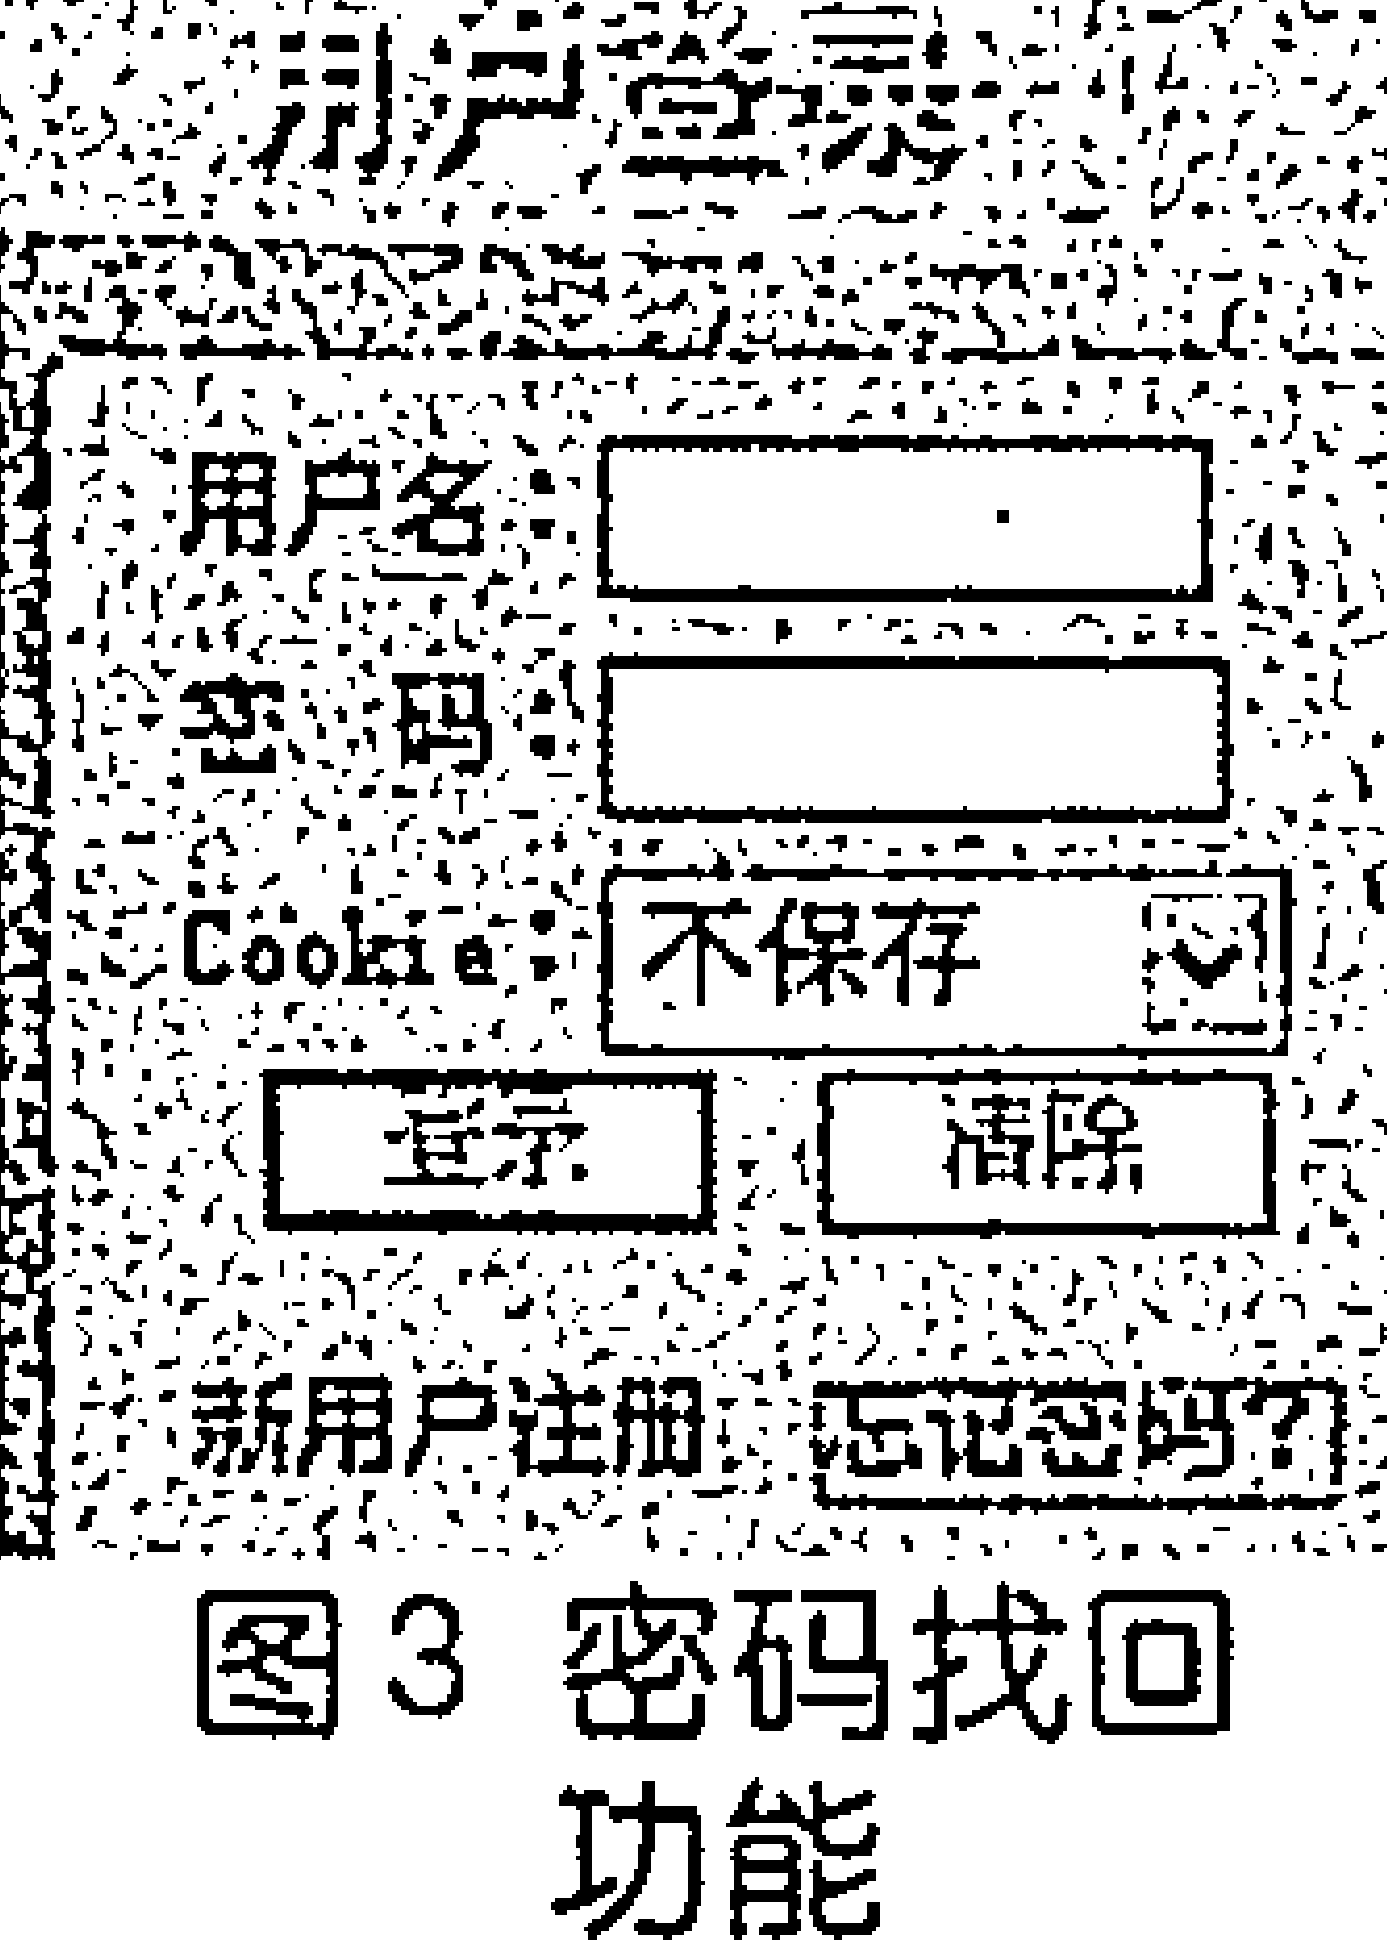 用户登录
用户名：
密 码：
Cookie： 不保存
登录 清除
新用户注册 忘记密码？
图3 密码找回
功能